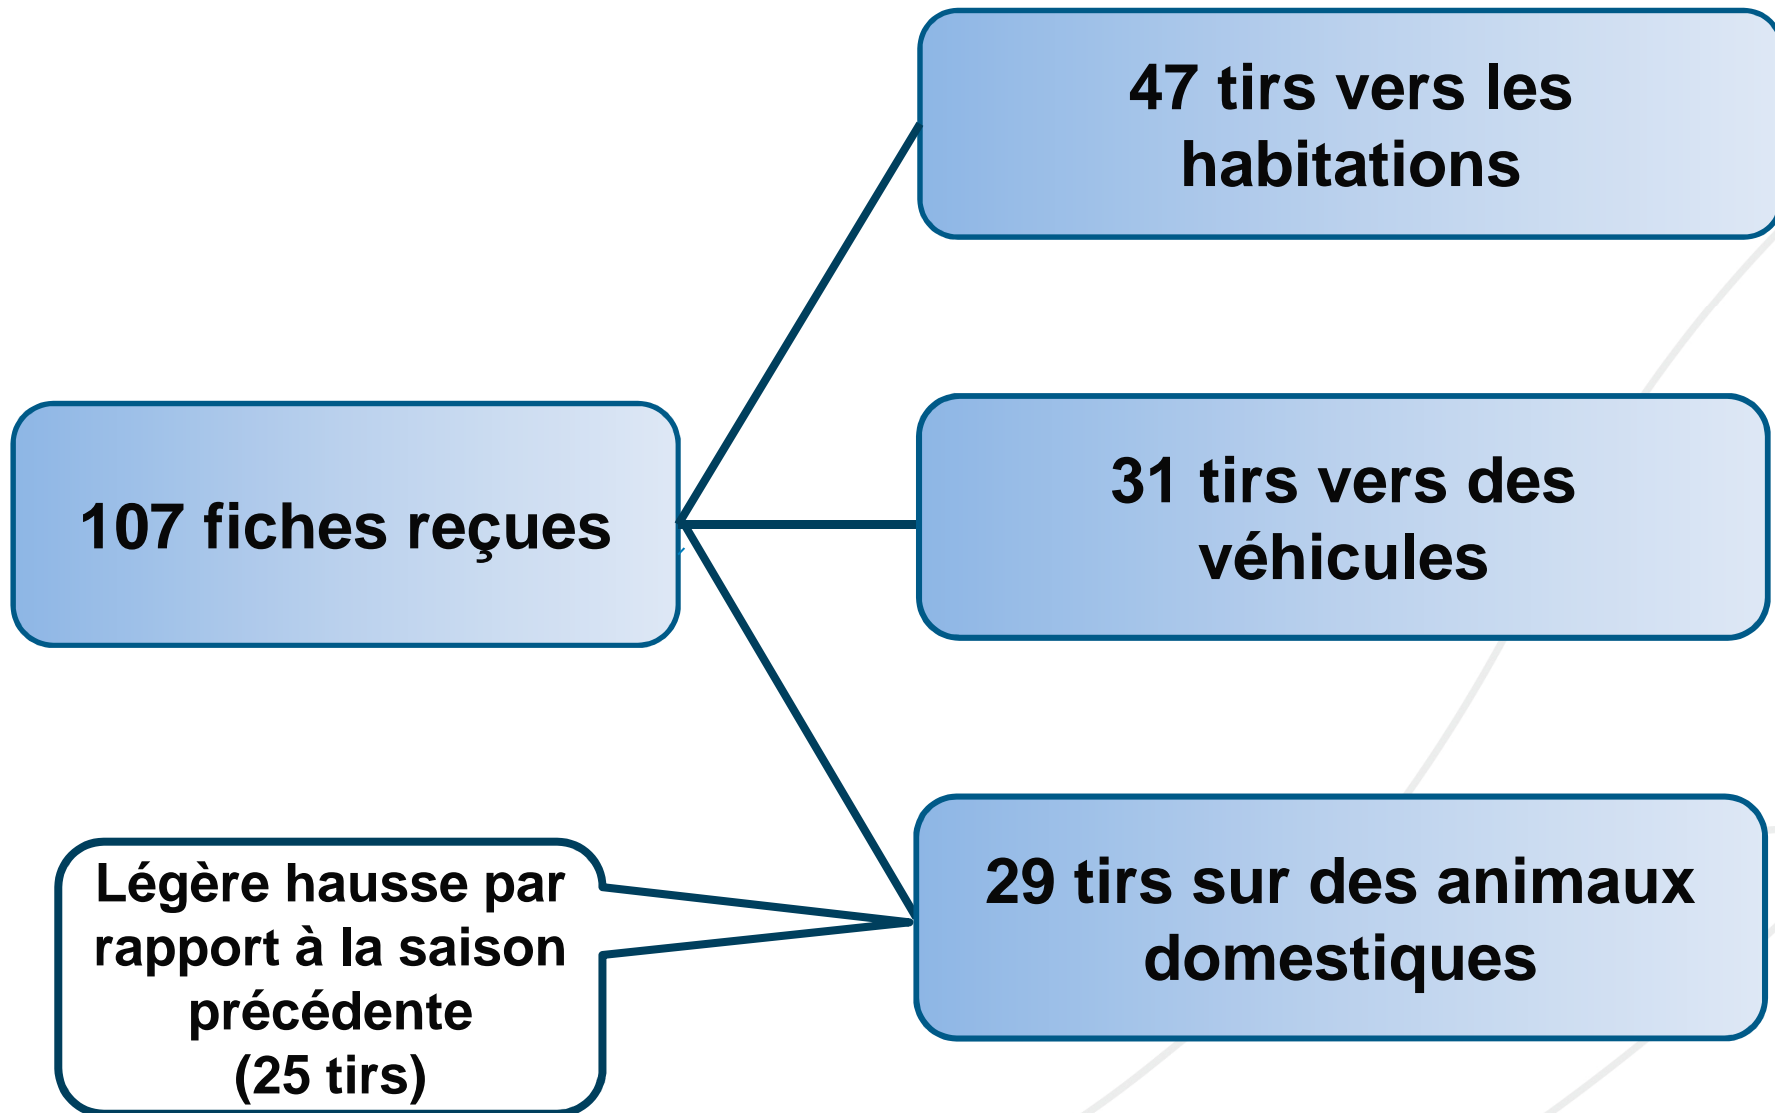 47 tirs vers les
habitations
107 fiches reçues
31 tirs vers des
véhicules
29 tirs sur des animaux
domestiques
Légère hausse par
rapport à la saison
précédente
(25 tirs)